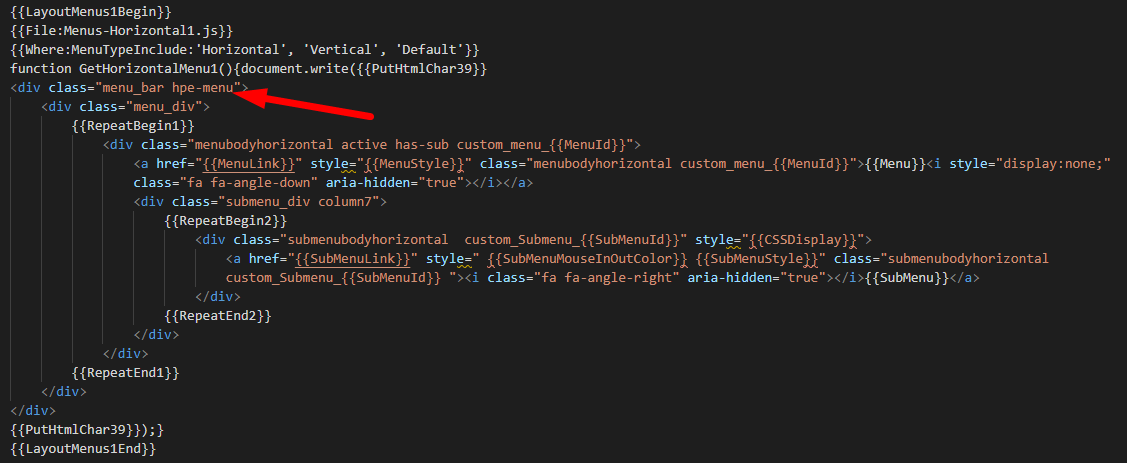 {{LayoutMenus1Begin}}
{{File:Menus-Horizontal1.js}}
{{Where:MenuTypeInclude:'Horizontal', 'Vertical', 'Default'}}
function GetHorizontalMenu1(){document.write({{PutHtmlChar39}}
<div class="menu_bar hpe-menu">
<div class="menu_div">
{{RepeatBegin1}}
<div class="menubodyhorizontal active has-sub custom_menu_{{MenuId}}">
<a href="{{MenuLink}}" style="{{MenuStyle}}" class="menubodyhorizontal custom_menu_{{MenuId}}">{{Menu}}<i style="display:none;"
class="fa fa-angle-down" aria-hidden="true"></i></a>
<div class="submenu_div column7">
{{RepeatBegin2}}
<div class="submenubodyhorizontal  custom_Submenu_{{SubMenuId}}" style="{{CSSDisplay}}">
<a href="{{SubMenuLink}}" style=" {{SubMenuMouseInOutColor}} {{SubMenuStyle}}" class="submenubodyhorizontal
custom_Submenu_{{SubMenuId}} "><i class="fa fa-angle-right" aria-hidden="true"></i>{{SubMenu}}</a>
</div>
{{RepeatEnd2}}
</div>
</div>
{{RepeatEnd1}}
</div>
</div>
{{PutHtmlChar39}});}
{{LayoutMenus1End}}